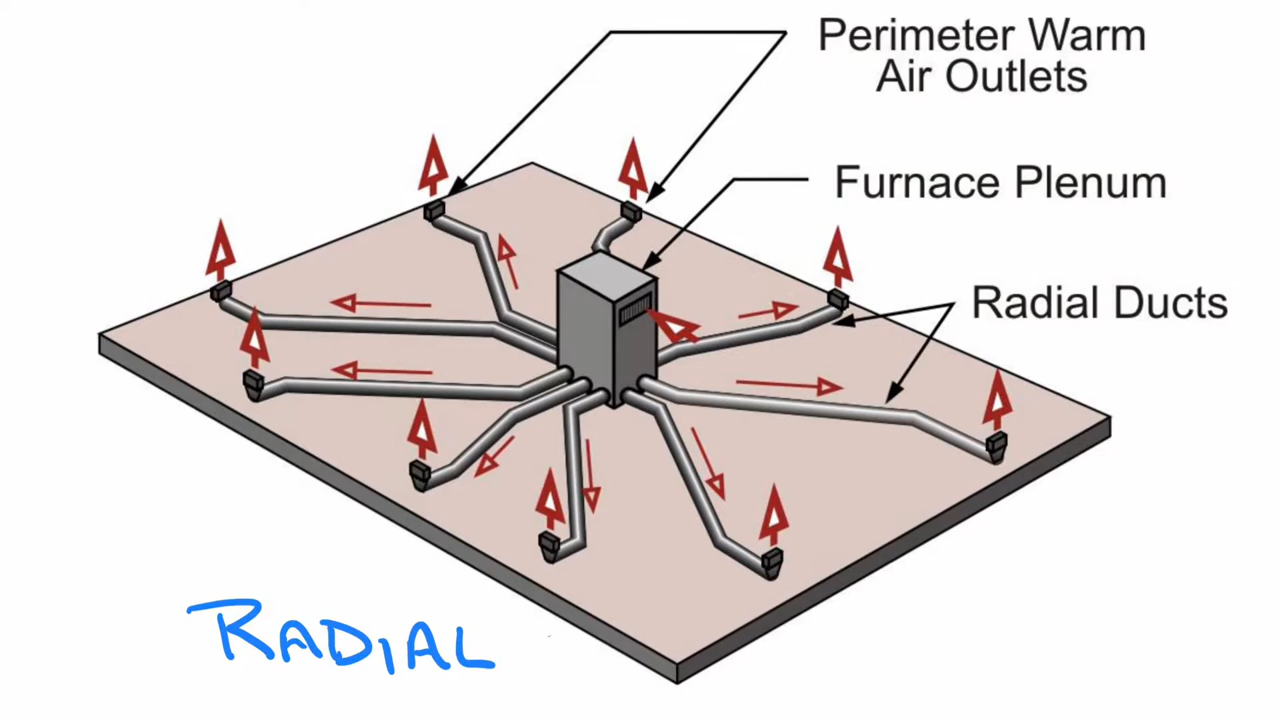 Perimeter Warm
Air Outlets
Furnace Plenum
Radial Ducts
RADIAL